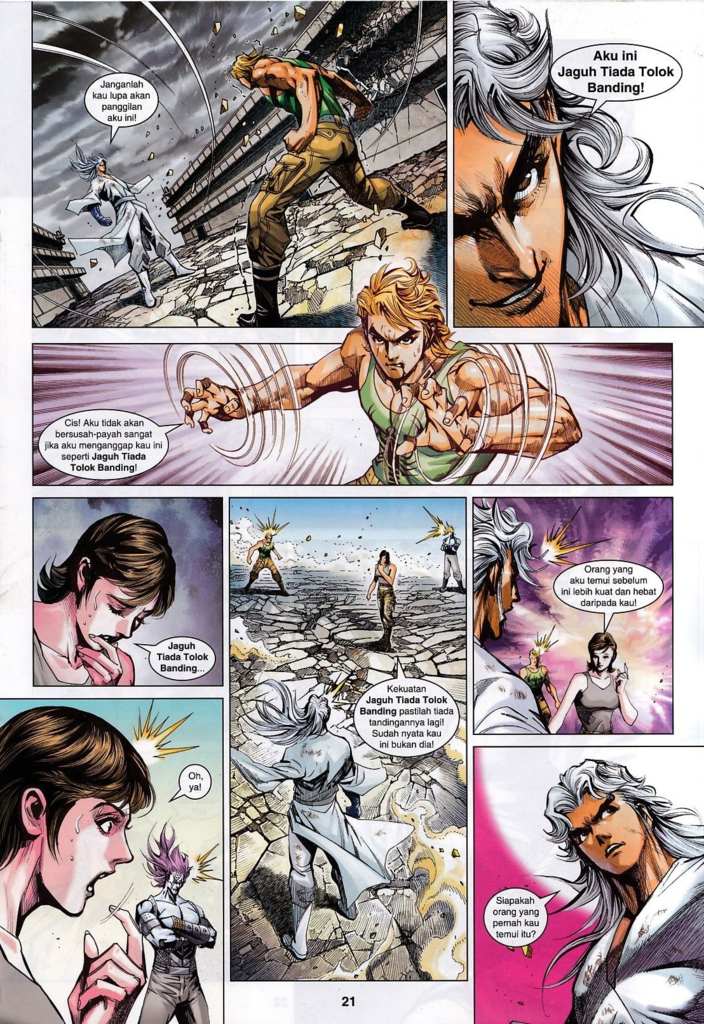 Janganlah
kau lupa akan
panggilan
aku ini!
Aku ini
Jaguh Tiada Tolok
Banding!
Cis! Aku tidak akan
bersusah-payah sangat
jika aku menganggap kau ini
seperti Jaguh Tiada
Tolok Banding!
Jaguh
Tiada Tolok
Banding...
Oh,
ya!
Kekuatan
Jaguh Tiada Tolok
Banding pastilah tiada
tandingannya lagi!
Sudah nyata kau
ini bukan dia!
Orang yang
aku temui sebelum
ini lebih kuat dan hebat
daripada kau!
Siapakah
orang yang
pernah kau
temui itu?
21